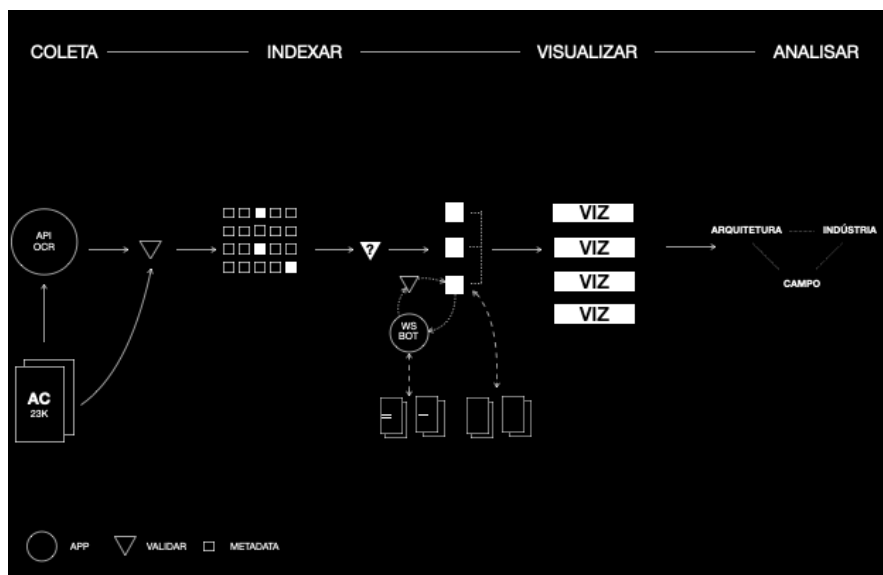 COLETA INDEXAR VISUALIZAR ANALISAR
API
OCR
?
VIZ
VIZ
VIZ
VIZ
ARQUITETURA INDÚSTRIA
CAMPO
WS
BOT
AC
23K
APP VALIDAR METADATA